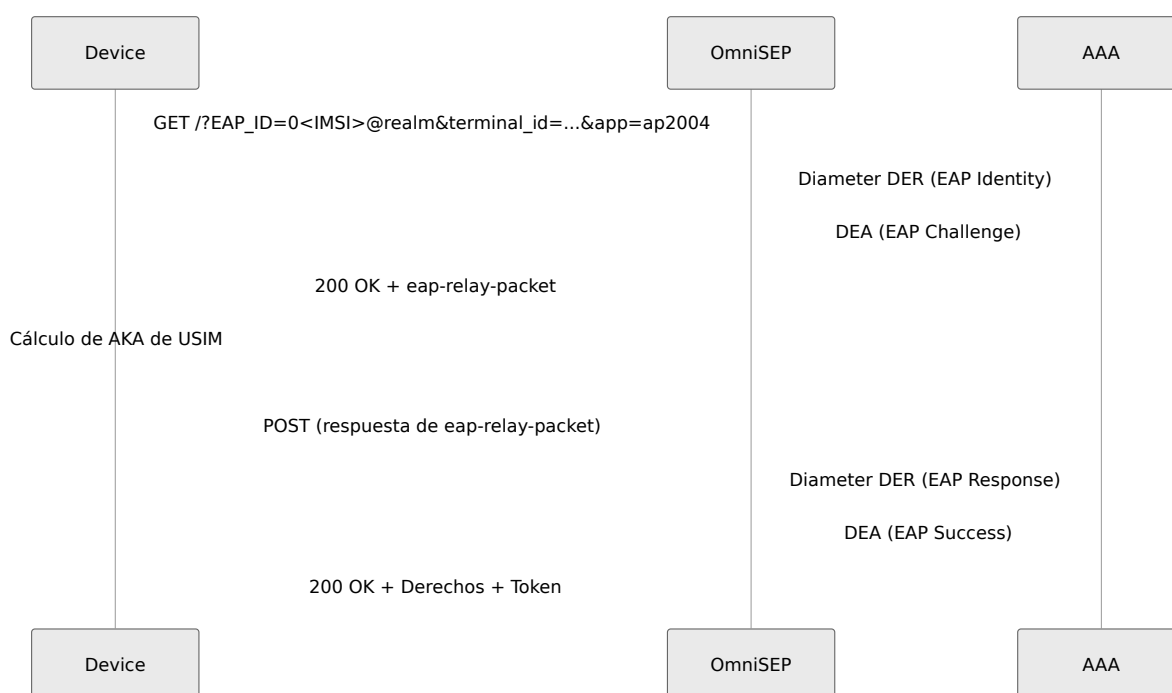 Device
OmniSEP
AAA
GET /?EAP_ID=0<IMSI>@realm&terminal_id=...&app=ap2004
Diameter DER (EAP Identity)
DEA (EAP Challenge)
200 OK + eap-relay-packet
Cálculo de AKA de USIM
POST (respuesta de eap-relay-packet)
Diameter DER (EAP Response)
DEA (EAP Success)
200 OK + Derechos + Token
Device
OmniSEP
AAA